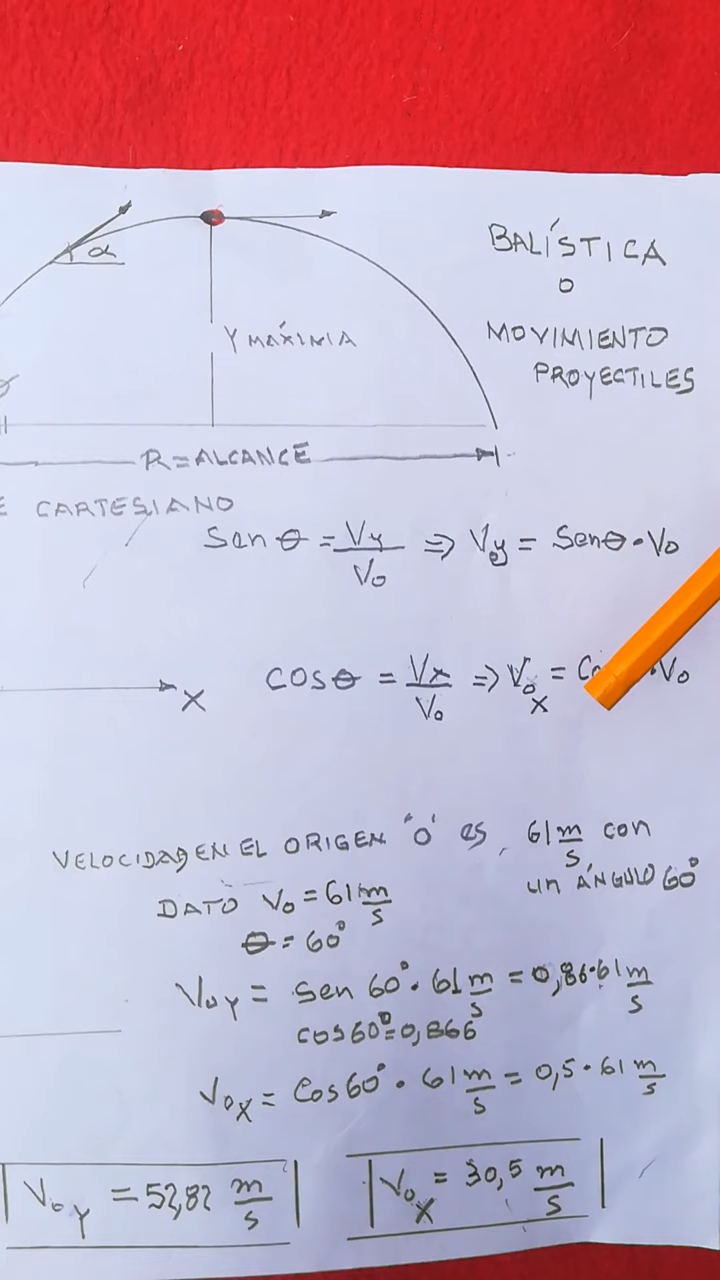 α
BALÍSTICA
O
Y MÁXIMA
MOVIMIENTO
PROYECTILES
R = ALCANCE
E CARTESIANO
Sen θ = Vy/Vo ⇒ Voy = Senθ · Vo
X
COS θ = Vx/Vo ⇒ Vox = Co · Vo
VELOCIDAD EN EL ORIGEN "O" es, 61 m/s con
un ÁNGULO 60°
DATO Vo = 61 m/s
θ = 60°
Voy = Sen 60° · 61 m/s = 0,86 · 61 m/s
cos 60° = 0,866
Vox = Cos 60° · 61 m/s = 0,5 · 61 m/s
Voy = 52,82 m/s
Vox = 30,5 m/s